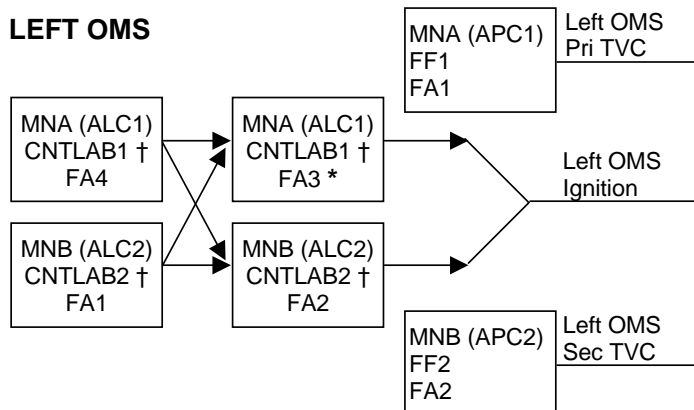 LEFT OMS
MNA (APC1)
FF1
FA1
Left OMS
Pri TVC
MNA (ALC1)
CNTLAB1 †
FA4
MNA (ALC1)
CNTLAB1 †
FA3 *
Left OMS
Ignition
MNB (ALC2)
CNTLAB2 †
FA1
MNB (ALC2)
CNTLAB2 †
FA2
MNB (APC2)
FF2
FA2
Left OMS
Sec TVC